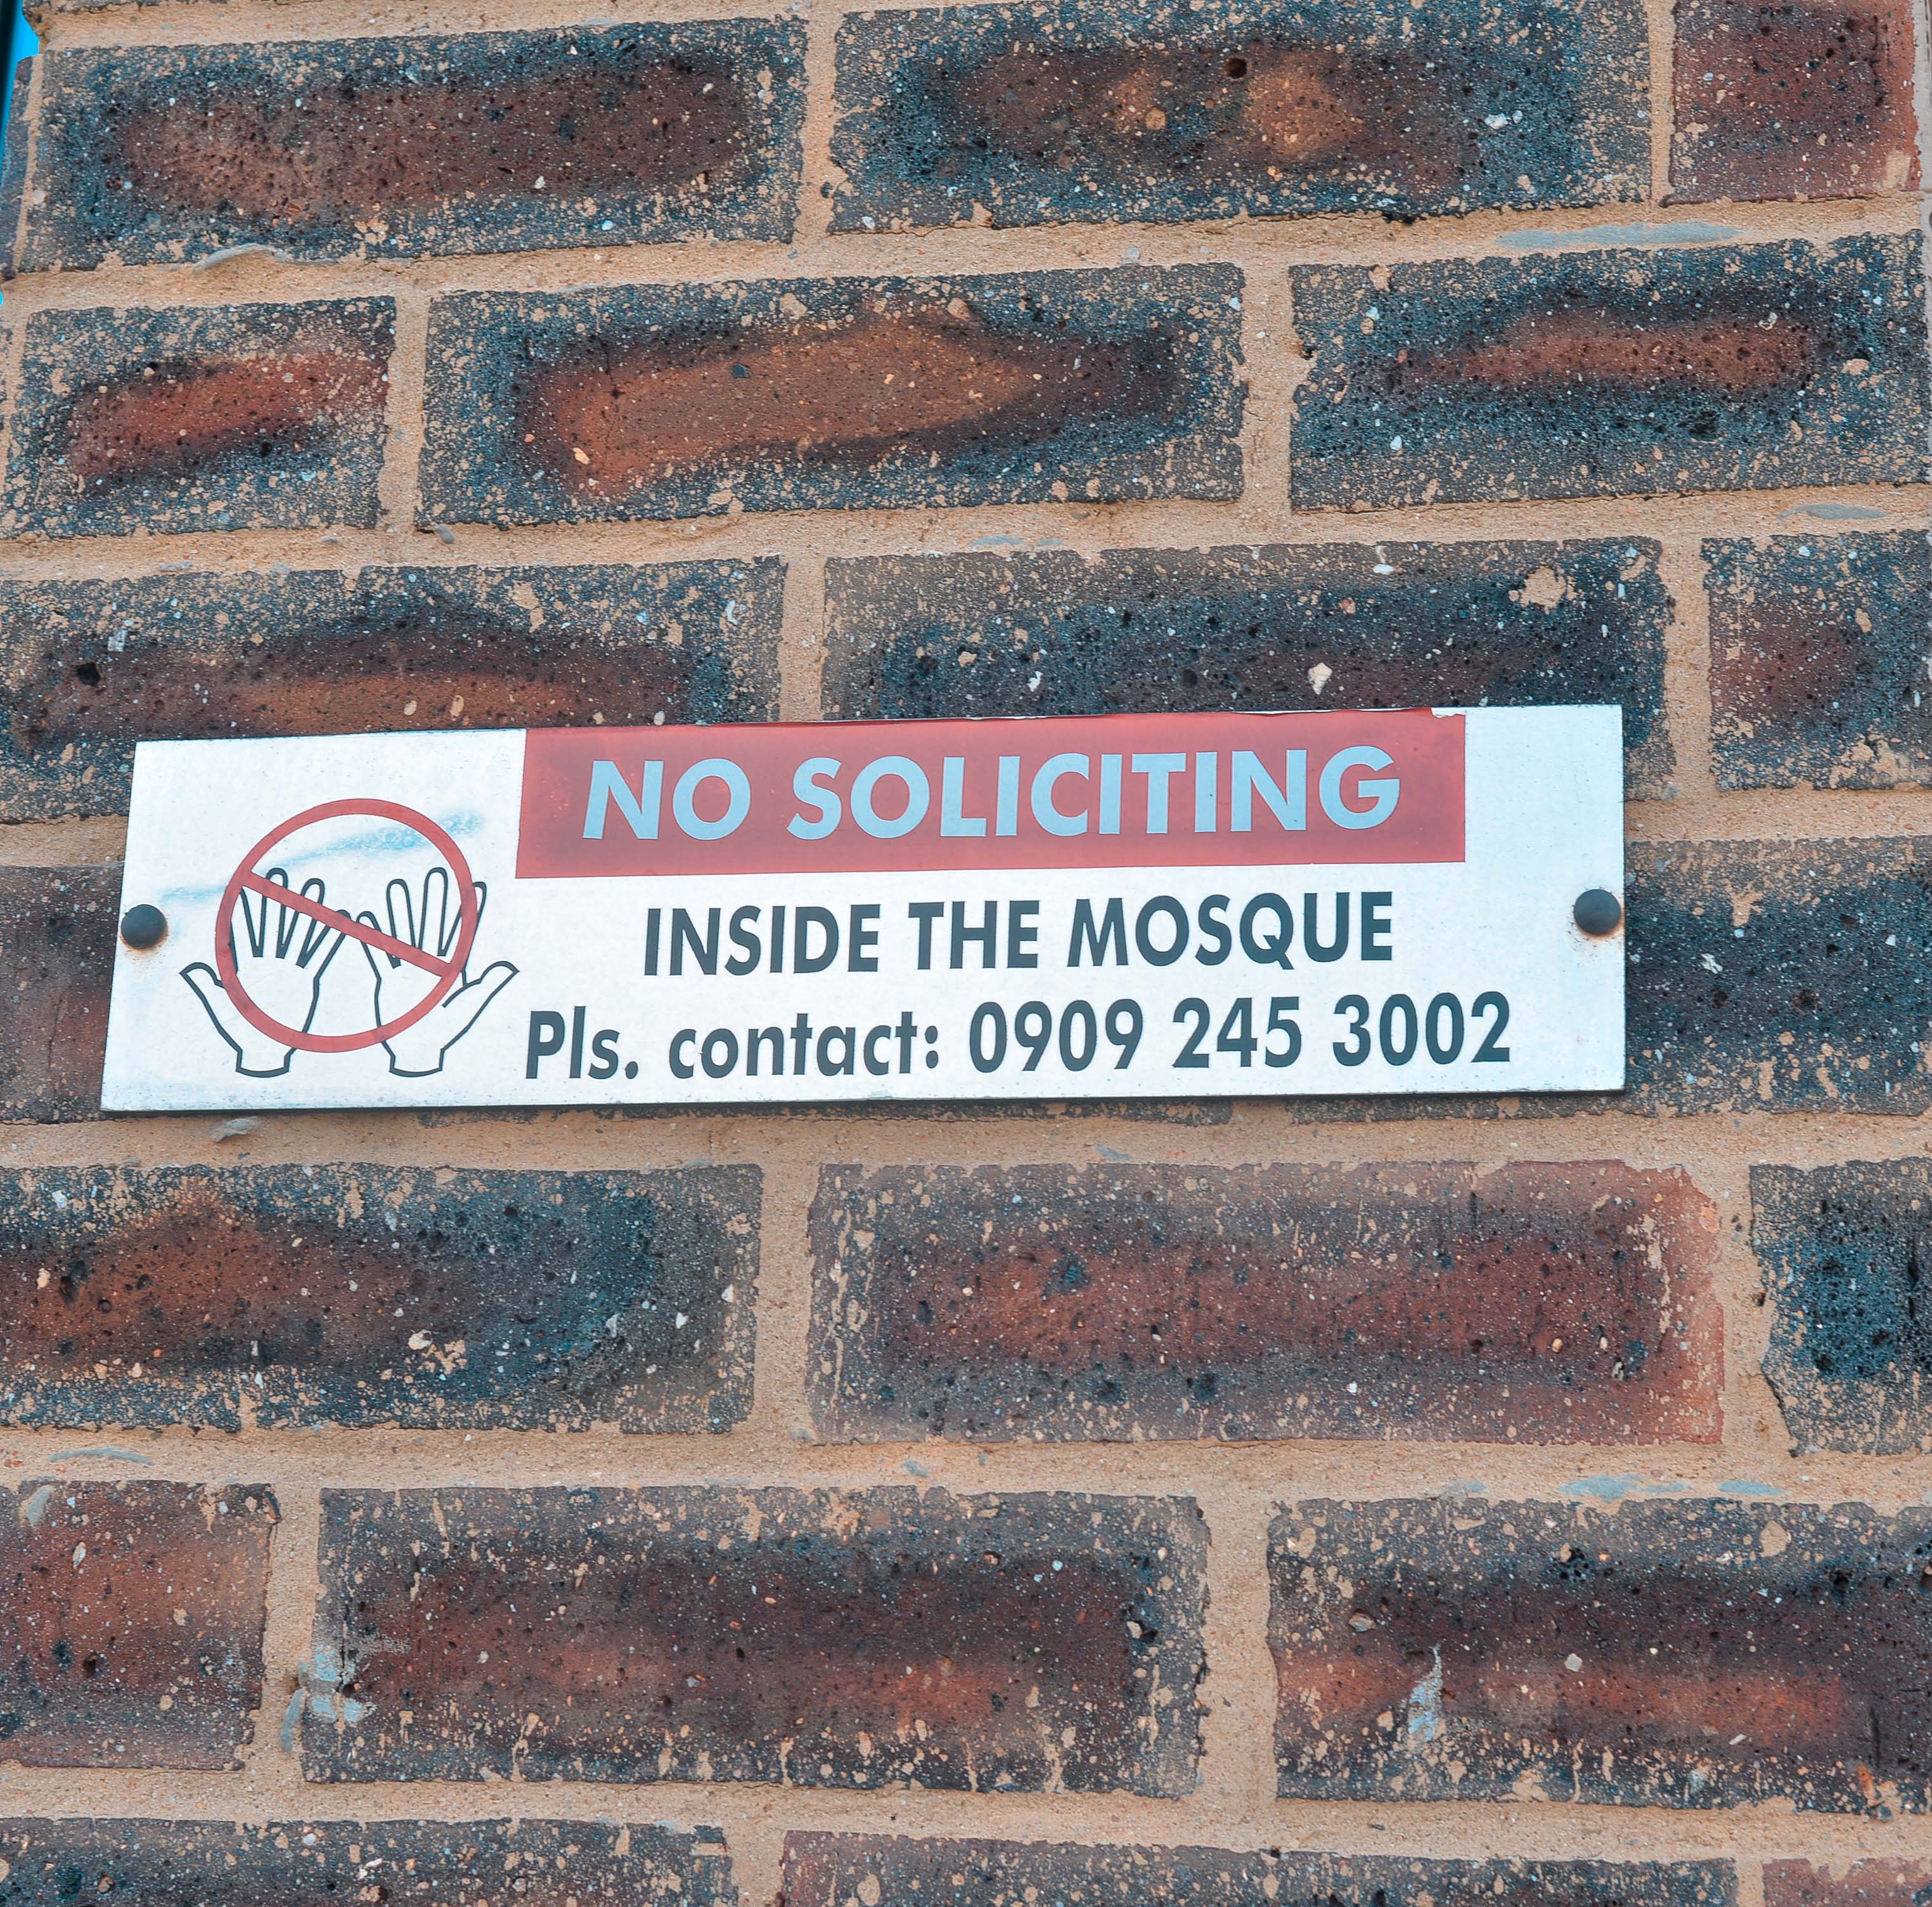 NO SOLICITING
INSIDE THE MOSQUE
Pls. contact: 0909 245 3002